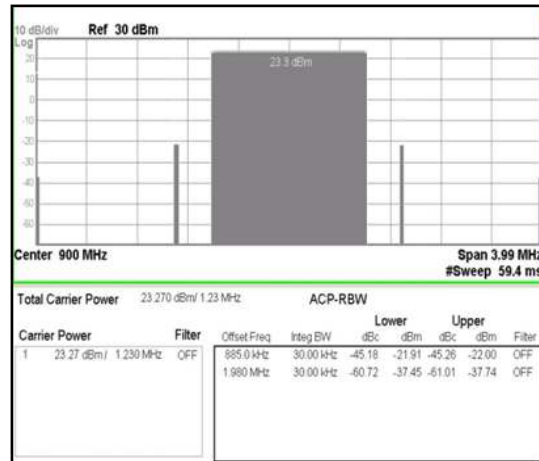 10 dB/div Ref 30 dBm
Log
20
10
0
-10
-20
-30
-40
-50
-60
23.3 dBm
Center 900 MHz Span 3.99 MHz
#Sweep 59.4 ms
Total Carrier Power 23.270 dBm/ 1.23 MHz ACP-RBW
Lower Upper
Carrier Power Filter Offset Freq Integ BW dBc dBm dBc dBm Filter
1 23.27 dBm / 1.230 MHz OFF 885.0 kHz 30.00 kHz -45.18 -21.91 -45.26 -22.00 OFF
1.980 MHz 30.00 kHz -60.72 -37.45 -61.01 -37.74 OFF